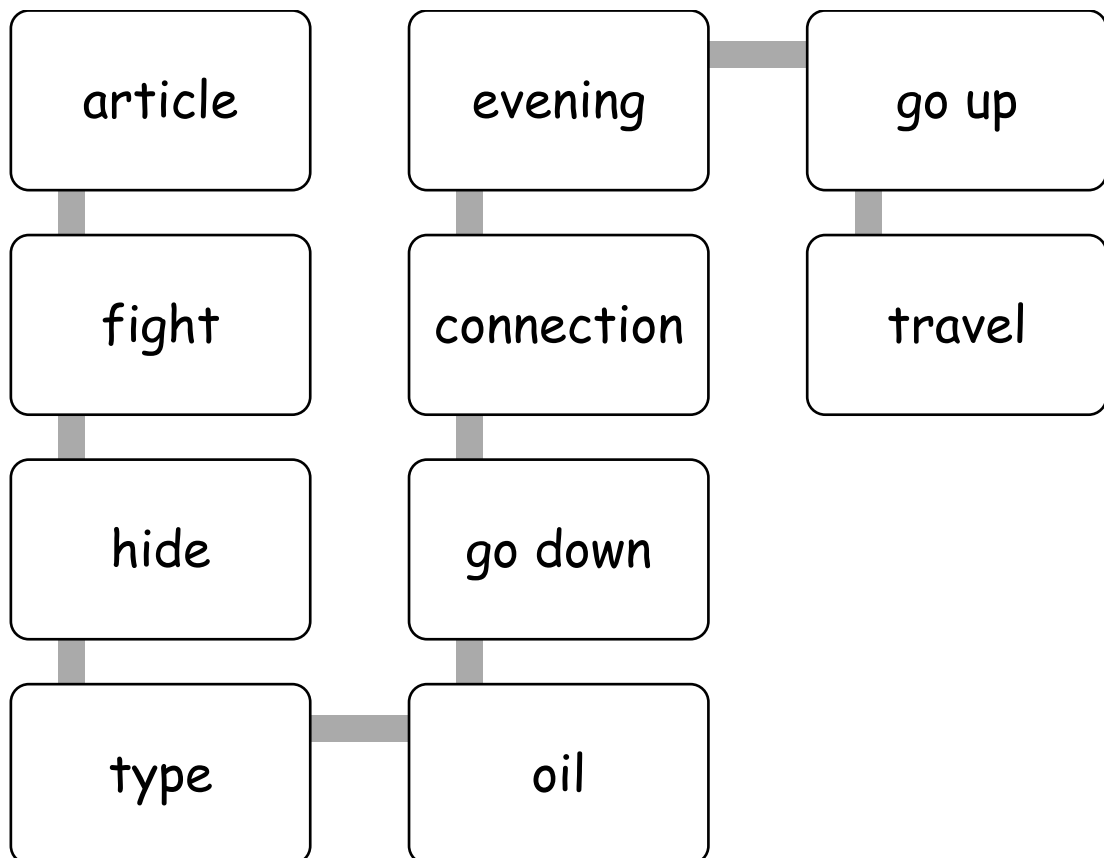 article
fight
hide
type
oil
go down
connection
evening
go up
travel